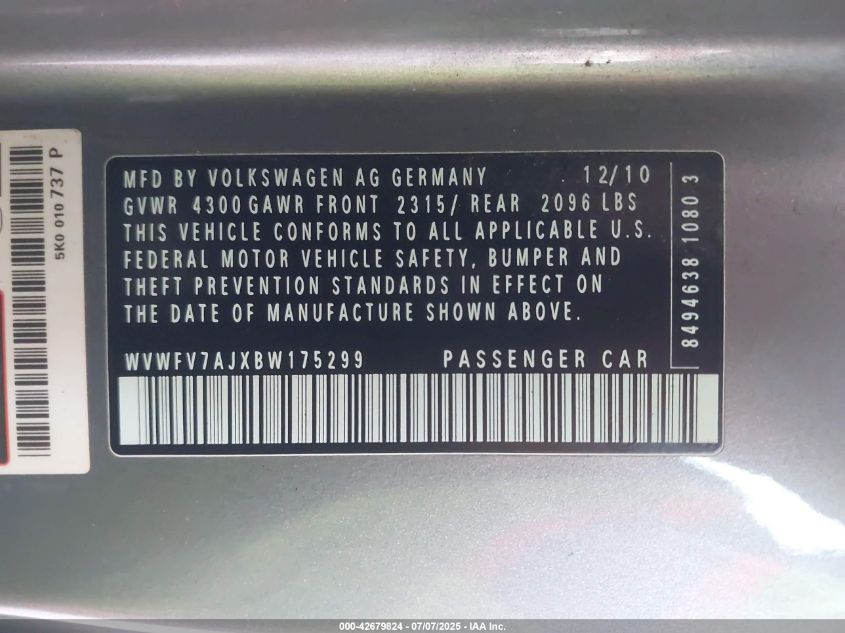 MFD BY VOLKSWAGEN AG GERMANY 12/10
GVWR 4300 GAWR FRONT 2315/ REAR 2096 LBS
THIS VEHICLE CONFORMS TO ALL APPLICABLE U.S.
FEDERAL MOTOR VEHICLE SAFETY, BUMPER AND
THEFT PREVENTION STANDARDS IN EFFECT ON
THE DATE OF MANUFACTURE SHOWN ABOVE.
WVWFV7AJXBW175299 PASSENGER CAR
8494638 1080 3
5K0 010 737 P
000-42679824 - 07/07/2025 - IAA Inc.